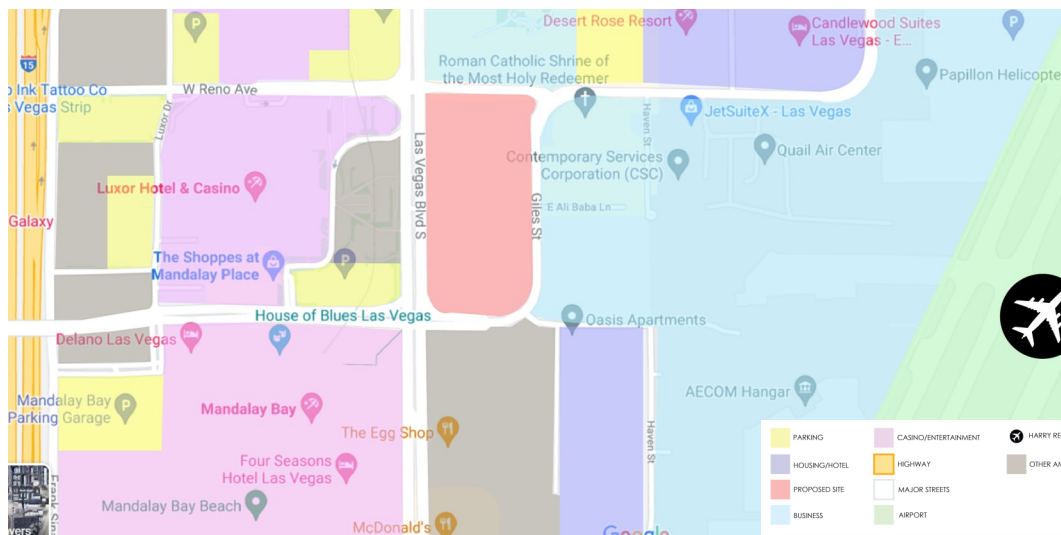 Desert Rose Resort
Candlewood Suites
Las Vegas - E...
P
P
P
15
Roman Catholic Shrine of
the Most Holy Redeemer
Papillon Helicopte
o Ink Tattoo Co
s Vegas Strip
W Reno Ave
Luxor Dr
Haven St
JetSuiteX - Las Vegas
Las Vegas Blvd S
Contemporary Services
Corporation (CSC)
Quail Air Center
Luxor Hotel & Casino
Giles St
E Ali Baba Ln
Galaxy
The Shoppes at
Mandalay Place
P
House of Blues Las Vegas
Oasis Apartments
Delano Las Vegas
AECOM Hangar
Mandalay Bay
Parking Garage
P
Mandalay Bay
The Egg Shop
Haven St
Four Seasons
Hotel Las Vegas
Mandalay Bay Beach
McDonald's
Google
yers
PARKING
CASINO/ENTERTAINMENT
HARRY RE
HOUSING/HOTEL
HIGHWAY
OTHER AM
PROPOSED SITE
MAJOR STREETS
BUSINESS
AIRPORT